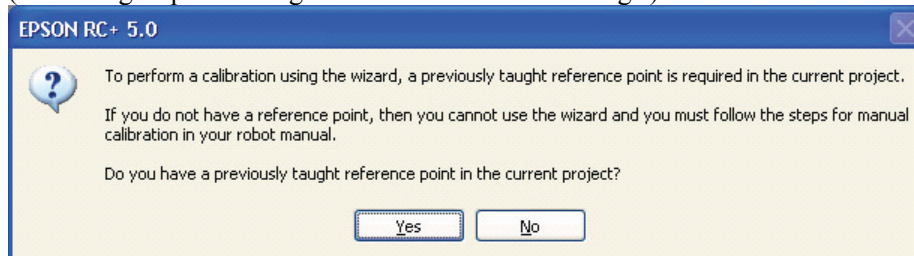 EPSON RC+ 5.0
To perform a calibration using the wizard, a previously taught reference point is required in the current project.
If you do not have a reference point, then you cannot use the wizard and you must follow the steps for manual
calibration in your robot manual.
Do you have a previously taught reference point in the current project?
Yes
No